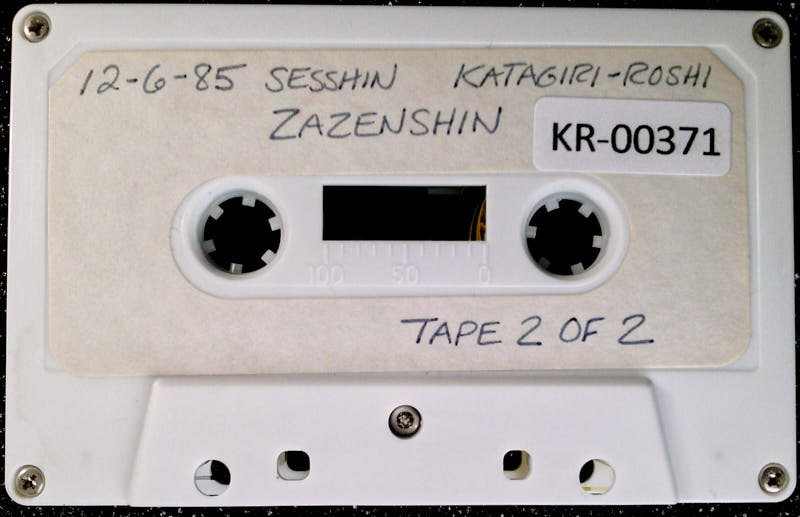 12-6-85 SESSHIN KATAGIRI-ROSHI
ZAZENSHIN
KR-00371
100 50 0
TAPE 2 OF 2